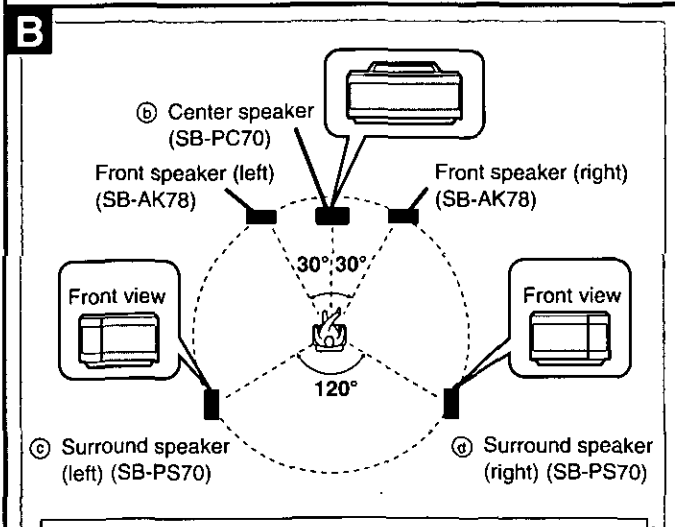 B
ⓑ Center speaker
(SB-PC70)
Front speaker (left)
(SB-AK78)
Front speaker (right)
(SB-AK78)
30° 30°
Front view
Front view
120°
ⓒ Surround speaker
(left) (SB-PS70)
ⓓ Surround speaker
(right) (SB-PS70)